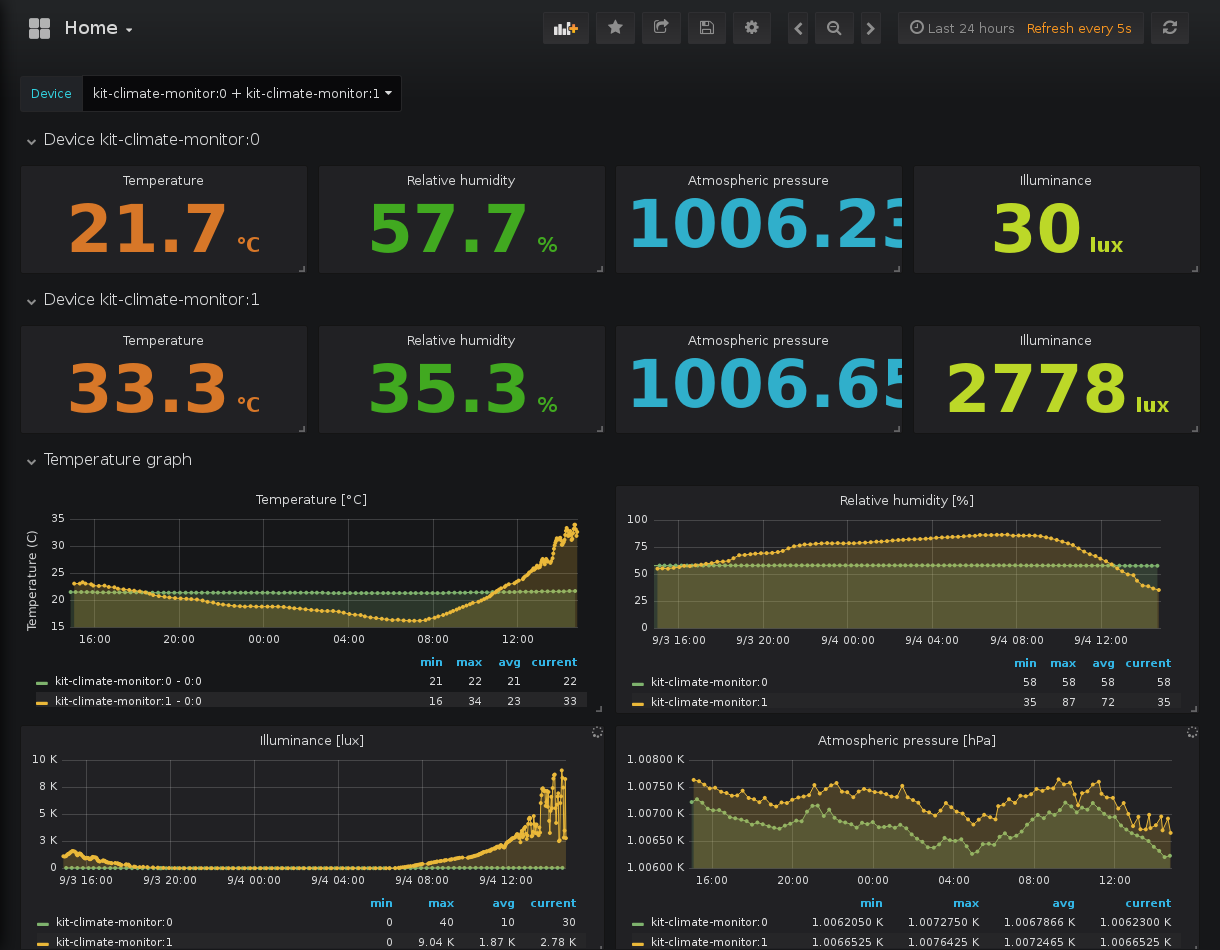 Home
Last 24 hours Refresh every 5s
Device kit-climate-monitor:0 + kit-climate-monitor:1
Device kit-climate-monitor:0
Temperature Relative humidity Atmospheric pressure Illuminance
21.7 °C 57.7 % 1006.23 30 lux
Device kit-climate-monitor:1
Temperature Relative humidity Atmospheric pressure Illuminance
33.3 °C 35.3 % 1006.65 2778 lux
Temperature graph
Temperature [°C]
Temperature (C)
35
30
25
20
15
16:00 20:00 00:00 04:00 08:00 12:00
min max avg current
kit-climate-monitor:0 - 0:0 21 22 21 22
kit-climate-monitor:1 - 0:0 16 34 23 33
Relative humidity [%]
100
75
50
25
0
9/3 16:00 9/3 20:00 9/4 00:00 9/4 04:00 9/4 08:00 9/4 12:00
min max avg current
kit-climate-monitor:0 58 58 58 58
kit-climate-monitor:1 35 87 72 35
Illuminance [lux]
10 K
8 K
5 K
3 K
0
9/3 16:00 9/3 20:00 9/4 00:00 9/4 04:00 9/4 08:00 9/4 12:00
min max avg current
kit-climate-monitor:0 0 40 10 30
kit-climate-monitor:1 0 9.04 K 1.87 K 2.78 K
Atmospheric pressure [hPa]
1.00800 K
1.00750 K
1.00700 K
1.00650 K
1.00600 K
16:00 20:00 00:00 04:00 08:00 12:00
min max avg current
kit-climate-monitor:0 1.0062050 K 1.0072750 K 1.0067866 K 1.0062300 K
kit-climate-monitor:1 1.0066525 K 1.0076425 K 1.0072465 K 1.0066525 K